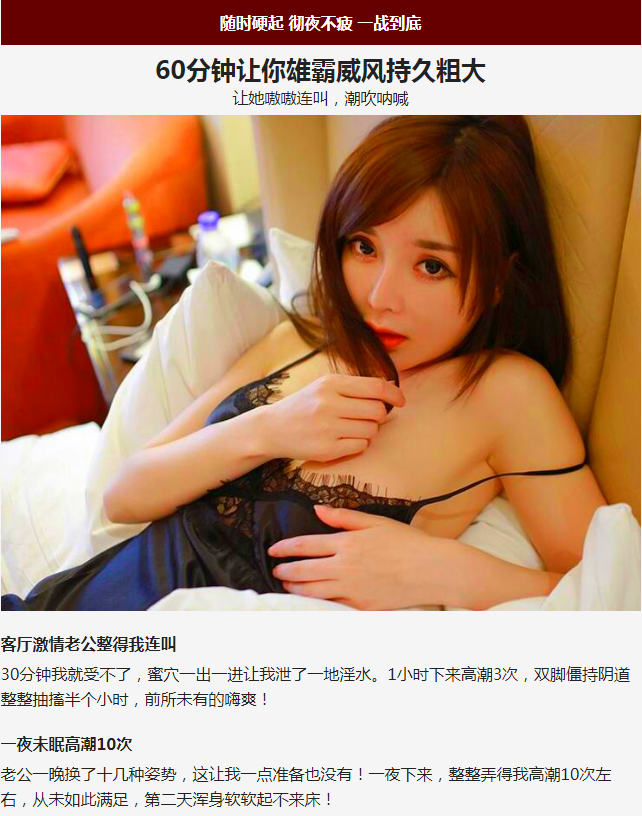 随时硬起 彻夜不疲 一战到底
60分钟让你雄霸威风持久粗大
让她嗷嗷连叫，潮吹呐喊
客厅激情老公整得我连叫
30分钟我就受不了，蜜穴一出一进让我泄了一地淫水。1小时下来高潮3次，双脚僵持阴道
整整抽搐半个小时，前所未有的嗨爽！
一夜未眠高潮10次
老公一晚换了十几种姿势，这让我一点准备也没有！一夜下来，整整弄得我高潮10次左
右，从未如此满足，第二天浑身软软起不来床！